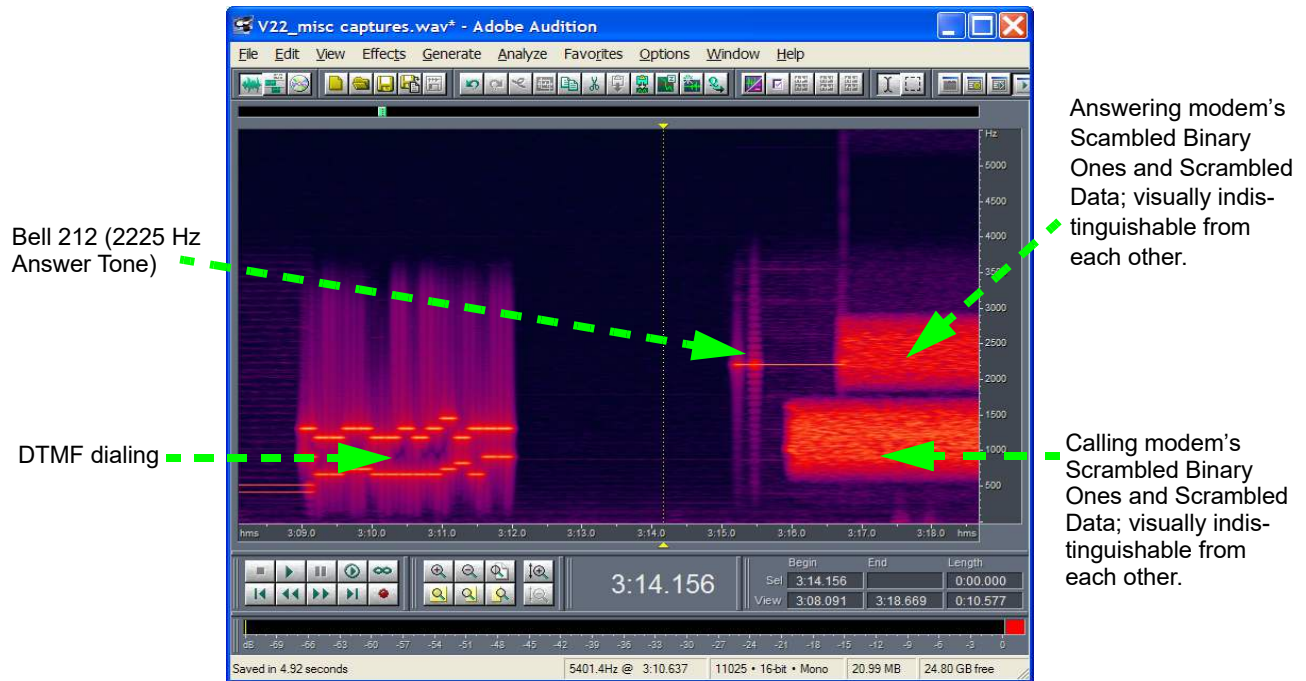 V22_misc captures.wav* - Adobe Audition
File Edit View Effects Generate Analyze Favorites Options Window Help
Answering modem's
Scambled Binary
Ones and Scrambled
Data; visually indis-
tinguishable from
each other.
Bell 212 (2225 Hz
Answer Tone)
DTMF dialing
Calling modem's
Scrambled Binary
Ones and Scrambled
Data; visually indis-
tinguishable from
each other.
Hz
5000
4500
4000
3500
3000
2500
2000
1500
1000
500
hms 3:09.0 3:10.0 3:11.0 3:12.0 3:13.0 3:14.0 3:15.0 3:16.0 3:17.0 3:18.0 hms
3:14.156
Begin End Length
Sel 3:14.156 0:00.000
View 3:08.091 3:18.669 0:10.577
dB -69 -66 -63 -60 -57 -54 -51 -48 -45 -42 -39 -36 -33 -30 -27 -24 -21 -18 -15 -12 -9 -6 -3 0
Saved in 4.92 seconds 5401.4Hz @ 3:10.637 11025 • 16-bit • Mono 20.99 MB 24.80 GB free